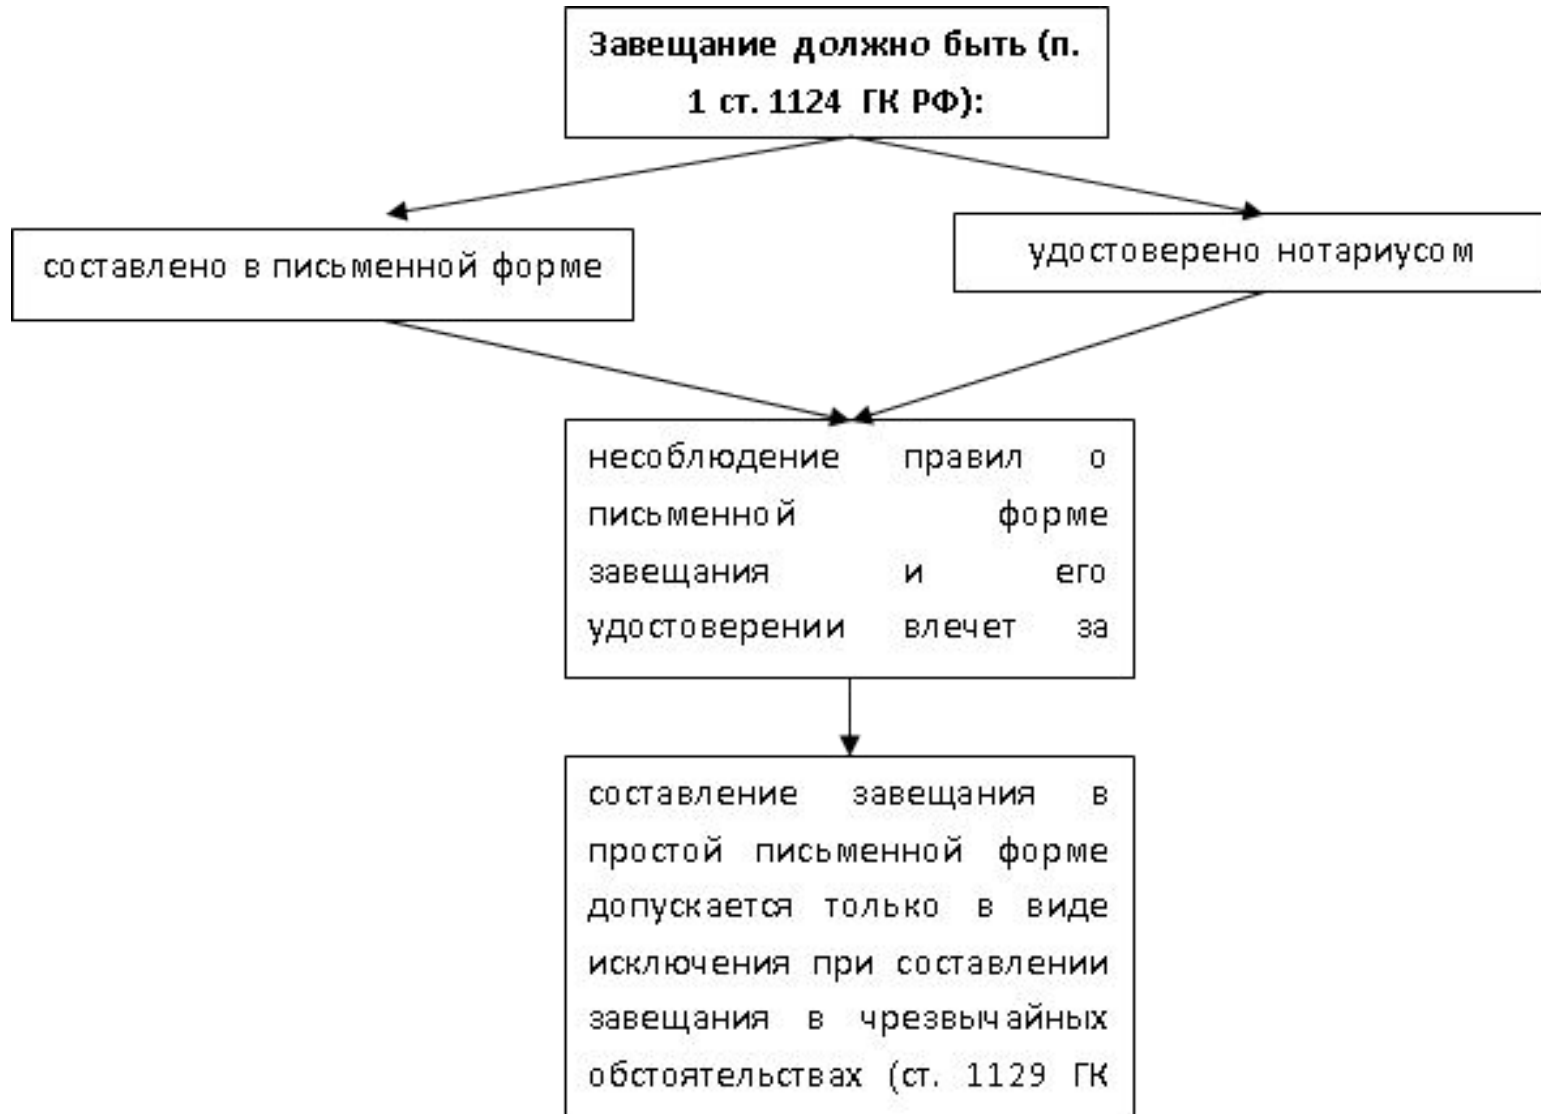 Завещание должно быть (п.
1 ст. 1124 ГК РФ):
составлено в письменной форме
удостоверено нотариусом
несоблюдение правил о
письменной форме
завещания и его
удостоверении влечет за
составление завещания в
простой письменной форме
допускается только в виде
исключения при составлении
завещания в чрезвычайных
обстоятельствах (ст. 1129 ГК